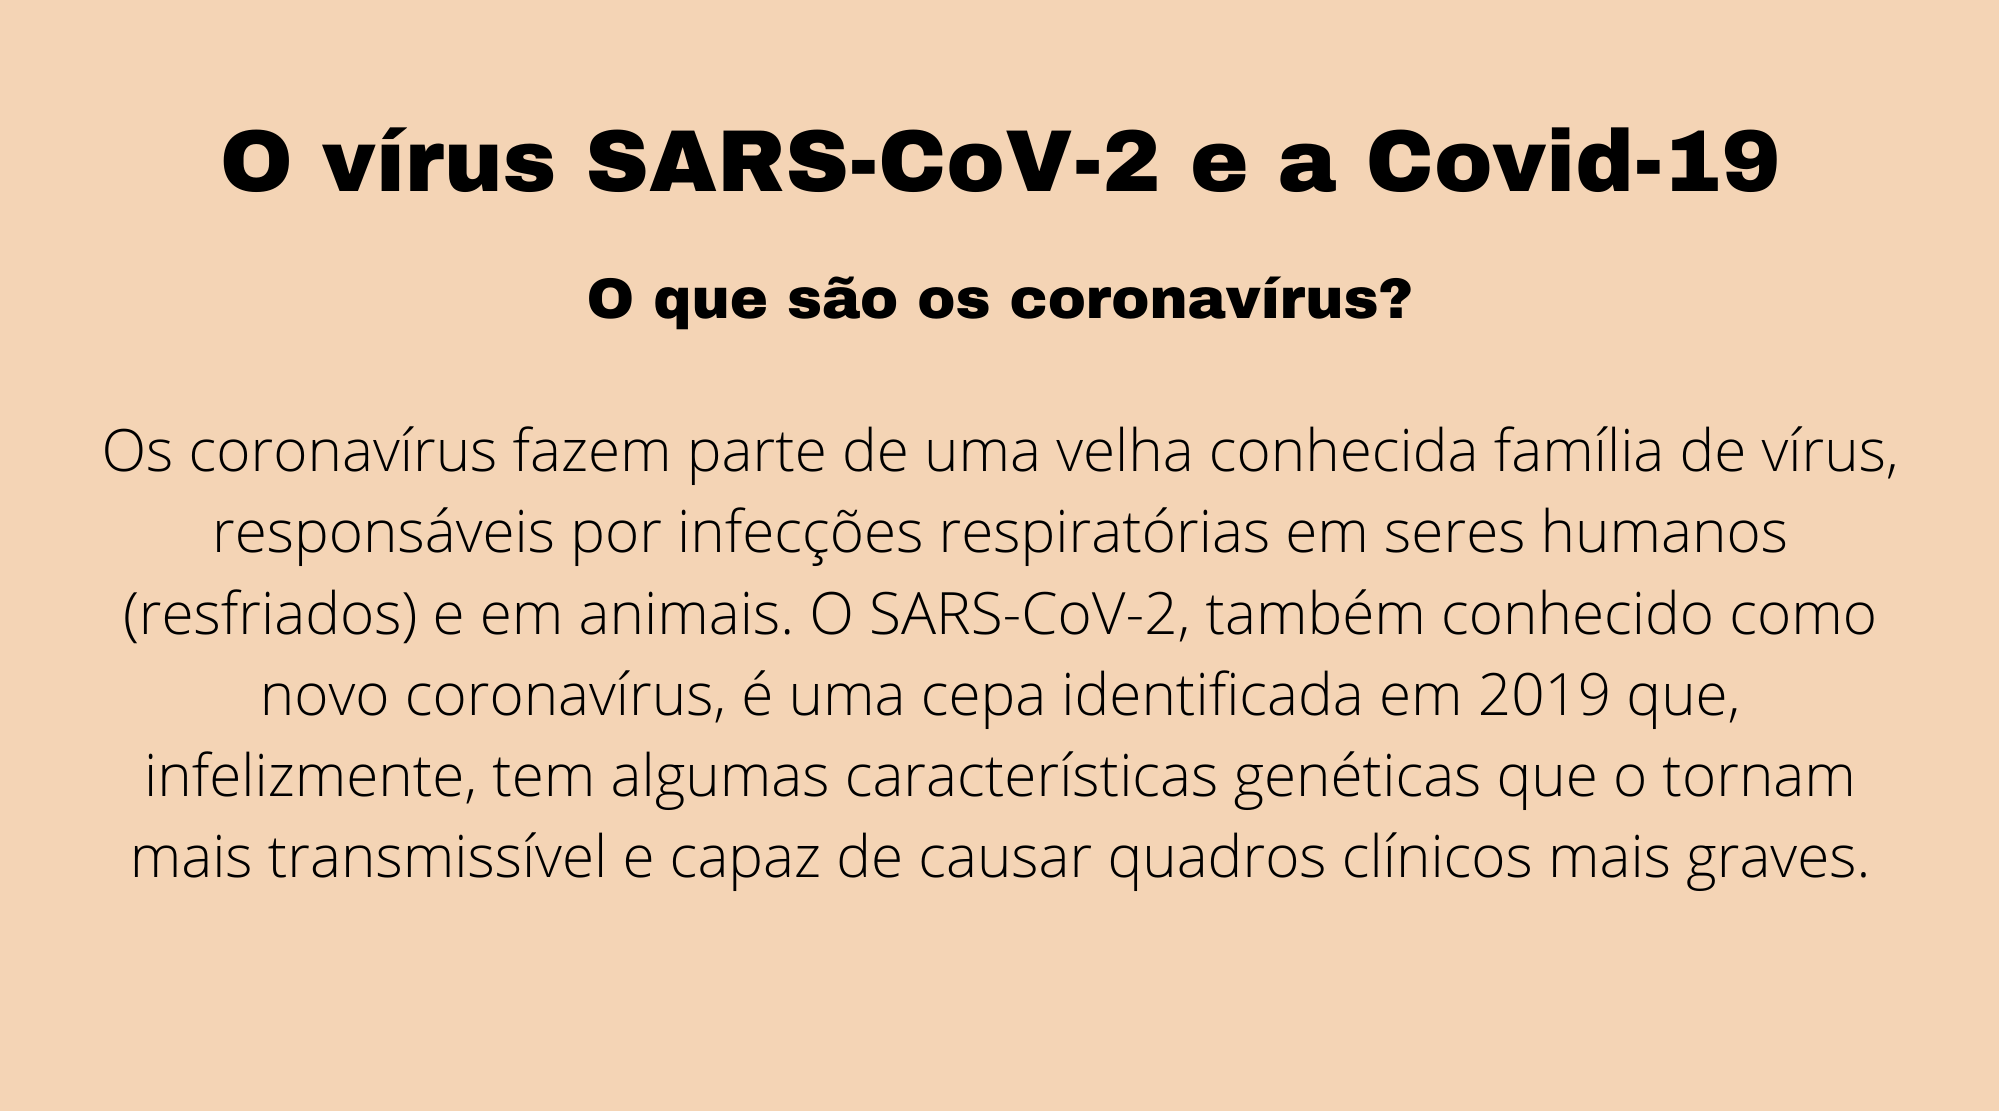 O vírus SARS-CoV-2 e a Covid-19
O que são os coronavírus?
Os coronavírus fazem parte de uma velha conhecida família de vírus,
responsáveis por infecções respiratórias em seres humanos
(resfriados) e em animais. O SARS-CoV-2, também conhecido como
novo coronavírus, é uma cepa identificada em 2019 que,
infelizmente, tem algumas características genéticas que o tornam
mais transmissível e capaz de causar quadros clínicos mais graves.